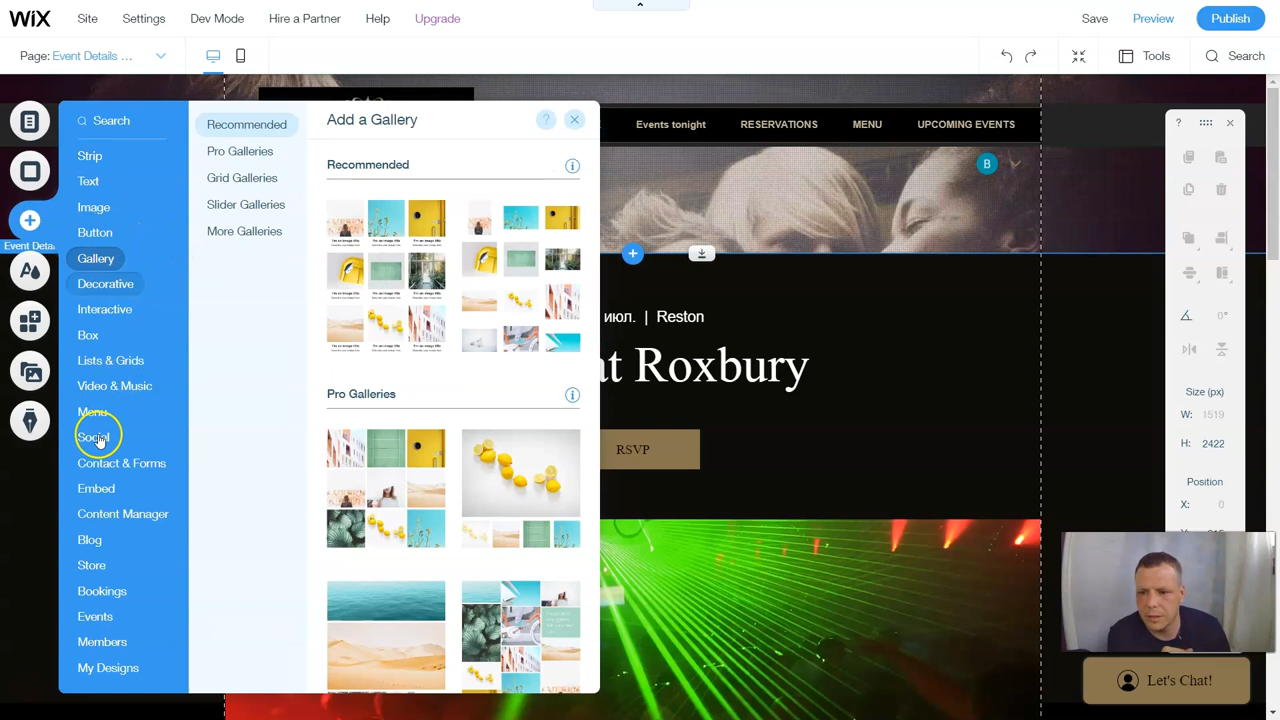 WiX Site Settings Dev Mode Hire a Partner Help Upgrade Save Preview Publish
Page: Event Details ... Tools Search
Search
Strip
Text
Image
Button
Gallery
Decorative
Interactive
Box
Lists & Grids
Video & Music
Menu
Social
Contact & Forms
Embed
Content Manager
Blog
Store
Bookings
Events
Members
My Designs
Event Detai
Recommended
Pro Galleries
Grid Galleries
Slider Galleries
More Galleries
Add a Gallery ?
Recommended
Pro Galleries
Events tonight RESERVATIONS MENU UPCOMING EVENTS
B
июл. | Reston
at Roxbury
RSVP
?
0°
Size (px)
W: 1519
H: 2422
Position
X: 0
Let's Chat!